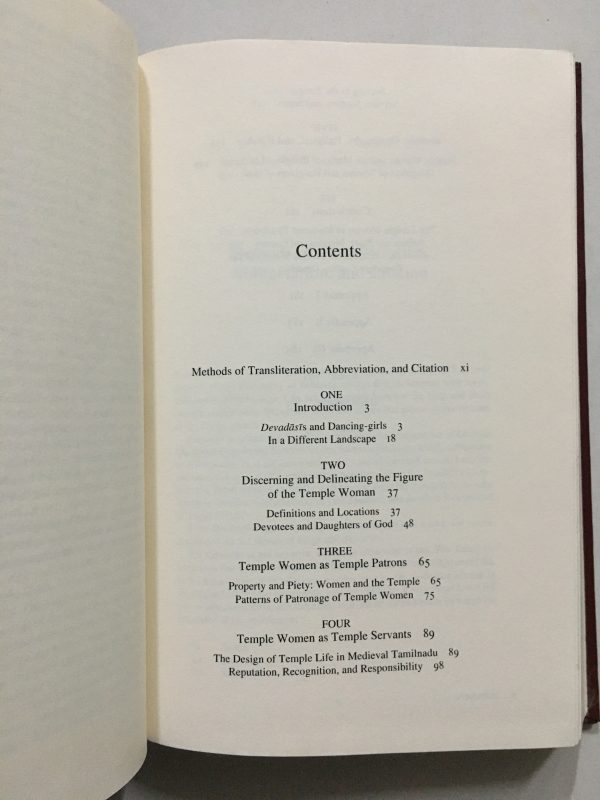 Contents
Methods of Transliteration, Abbreviation, and Citation xi
ONE
Introduction 3
Devadāsīs and Dancing-girls 3
In a Different Landscape 18
TWO
Discerning and Delineating the Figure
of the Temple Woman 37
Definitions and Locations 37
Devotees and Daughters of God 48
THREE
Temple Women as Temple Patrons 65
Property and Piety: Women and the Temple 65
Patterns of Patronage of Temple Women 75
FOUR
Temple Women as Temple Servants 89
The Design of Temple Life in Medieval Tamilnadu 89
Reputation, Recognition, and Responsibility 98